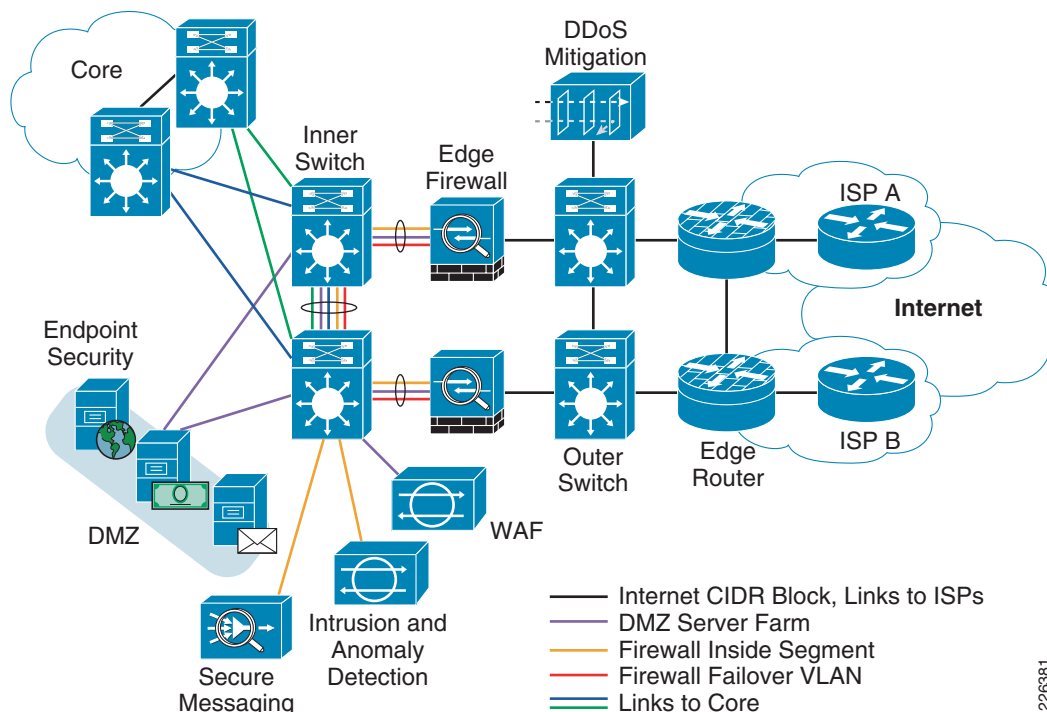 DDoS
Mitigation
Core
Inner
Switch
Edge
Firewall
ISP A
Internet
Endpoint
Security
ISP B
Outer
Switch
Edge
Router
DMZ
WAF
Intrusion and
Anomaly
Detection
Secure
Messaging
Internet CIDR Block, Links to ISPs
DMZ Server Farm
Firewall Inside Segment
Firewall Failover VLAN
Links to Core
226381